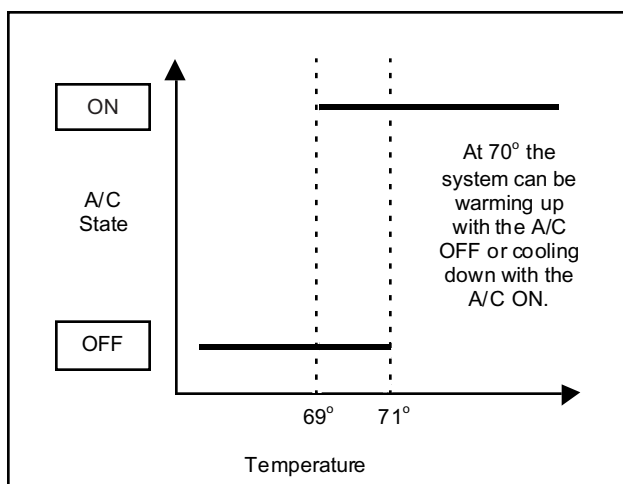 ON
A/C
State
OFF
At 70° the
system can be
warming up
with the A/C
OFF or cooling
down with the
A/C ON.
69° 71°
Temperature